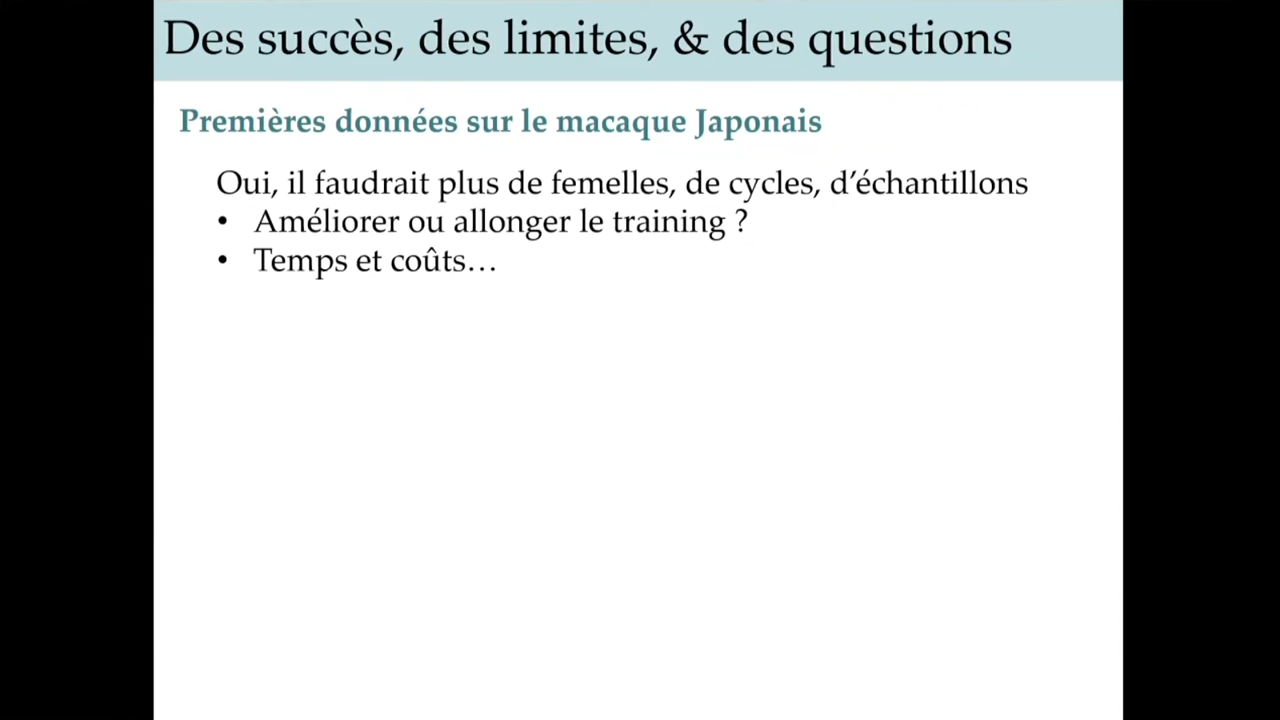 Des succès, des limites, & des questions
Premières données sur le macaque Japonais
Oui, il faudrait plus de femelles, de cycles, d’échantillons
• Améliorer ou allonger le training ?
• Temps et coûts…